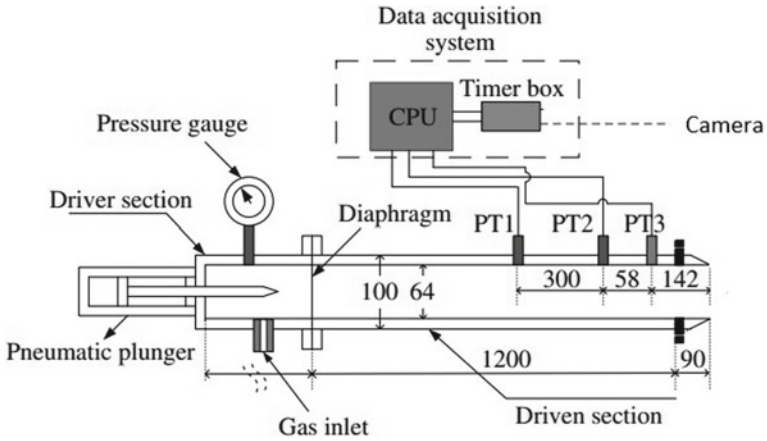 Data acquisition
system
Timer box
CPU
Camera
Pressure gauge
Driver section
Diaphragm
PT1
PT2
PT3
300
58
142
100
64
Pneumatic plunger
1200
90
Gas inlet
Driven section